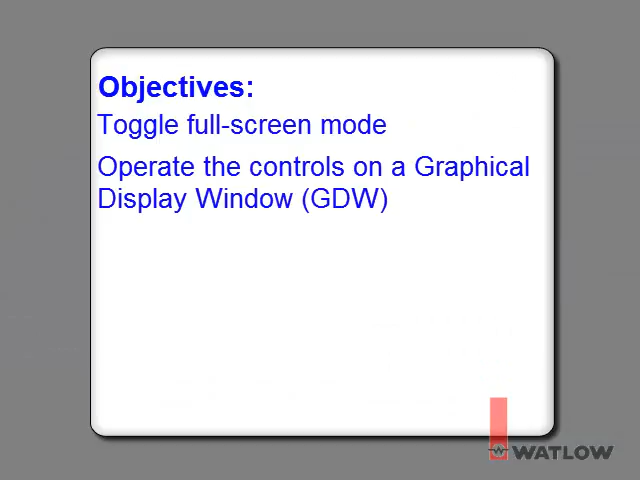 Objectives:
Toggle full-screen mode
Operate the controls on a Graphical
Display Window (GDW)
WATLOW